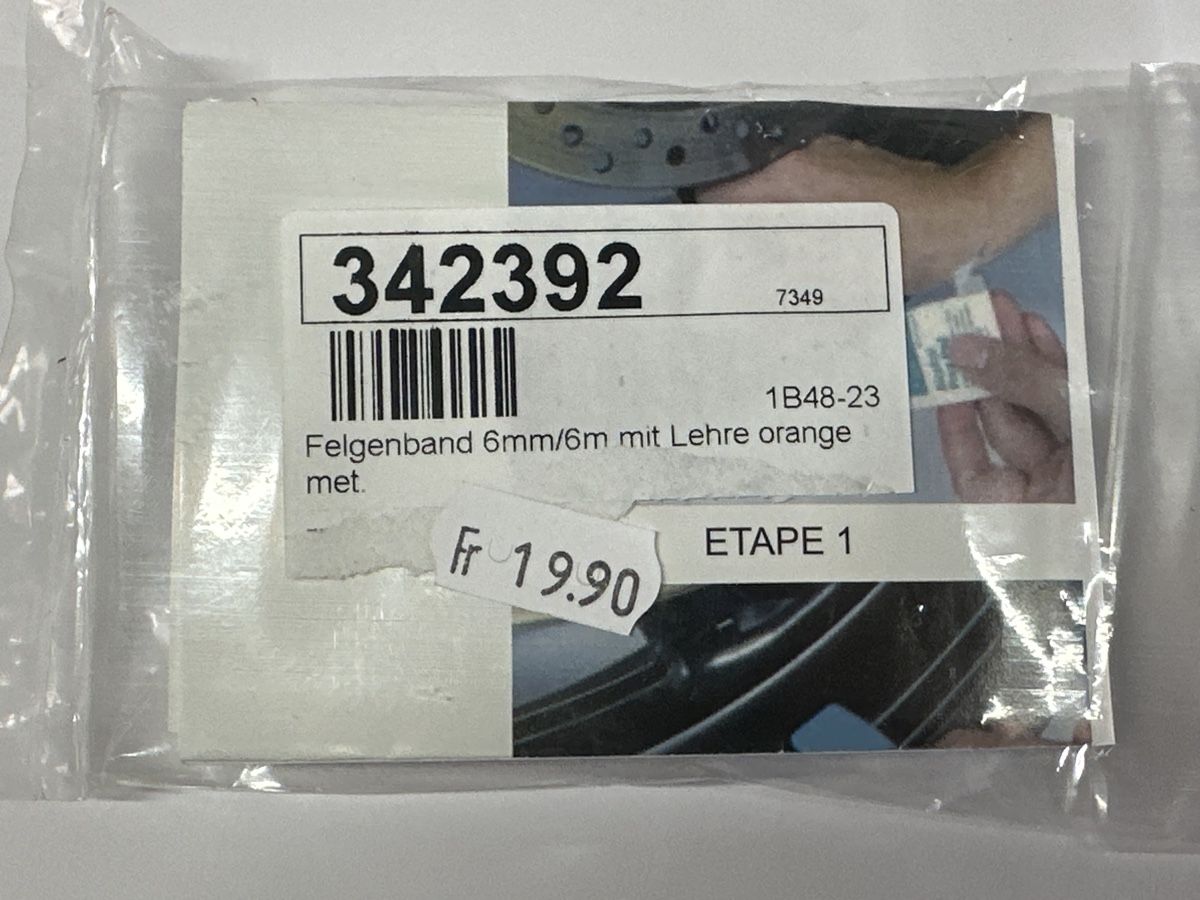 342392
7349
1B48-23
Felgenband 6mm/6m mit Lehre orange
met.
Fr 19.90
ETAPE 1